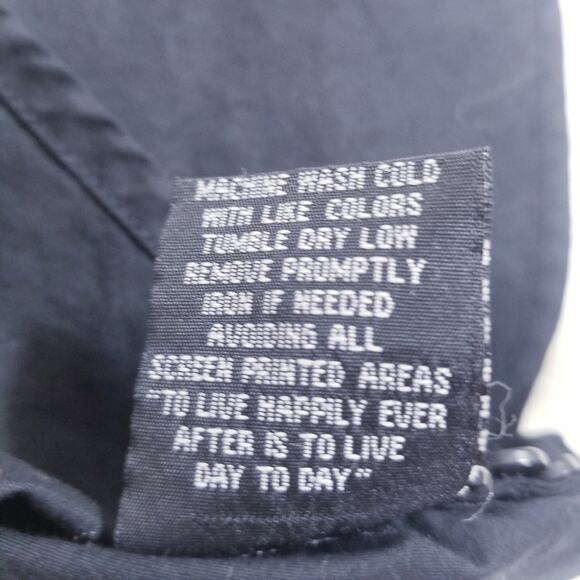 MACHINE WASH COLD
WITH LIKE COLORS
TUMBLE DRY LOW
REMOVE PROMPTLY
IRON IF NEEDED
AVOIDING ALL
SCREEN PRINTED AREAS
"TO LIVE HAPPILY EVER
AFTER IS TO LIVE
DAY TO DAY"